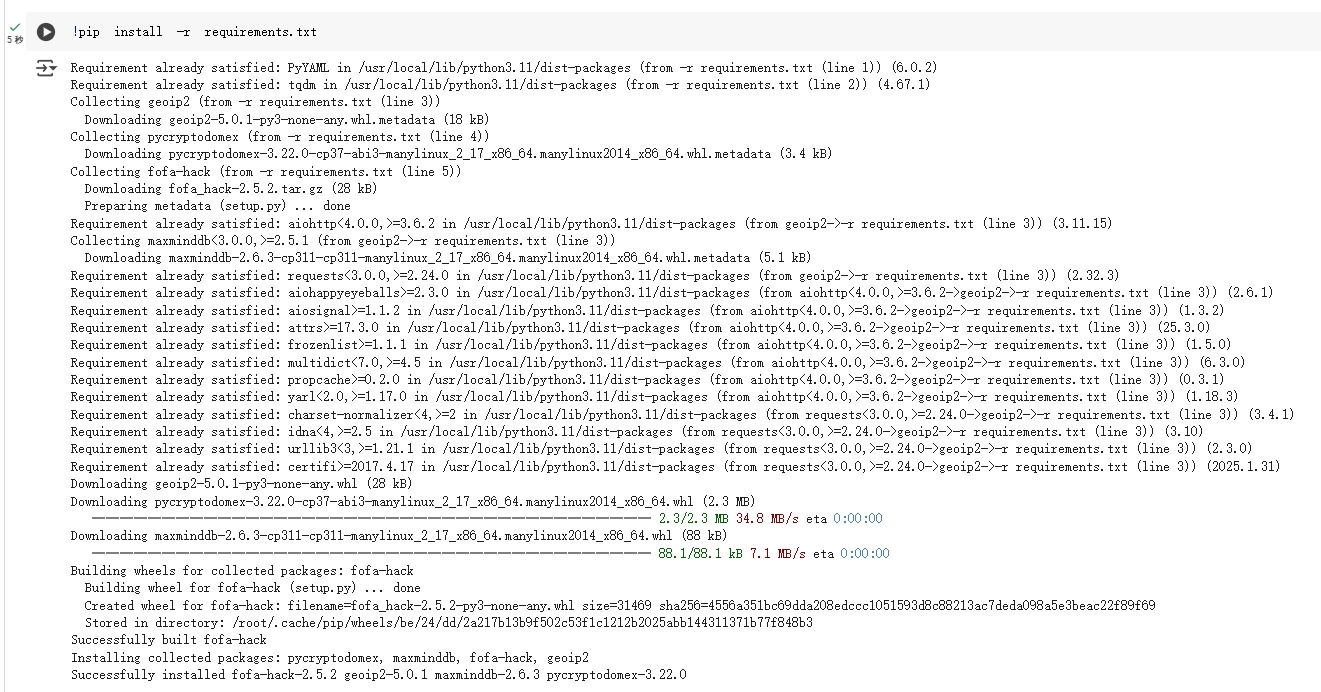 5 秒
!pip install -r requirements.txt
Requirement already satisfied: PyYAML in /usr/local/lib/python3.11/dist-packages (from -r requirements.txt (line 1)) (6.0.2)
Requirement already satisfied: tqdm in /usr/local/lib/python3.11/dist-packages (from -r requirements.txt (line 2)) (4.67.1)
Collecting geoip2 (from -r requirements.txt (line 3))
Downloading geoip2-5.0.1-py3-none-any.whl.metadata (18 kB)
Collecting pycryptodomex (from -r requirements.txt (line 4))
Downloading pycryptodomex-3.22.0-cp37-abi3-manylinux_2_17_x86_64.manylinux2014_x86_64.whl.metadata (3.4 kB)
Collecting fofa-hack (from -r requirements.txt (line 5))
Downloading fofa_hack-2.5.2.tar.gz (28 kB)
Preparing metadata (setup.py) ... done
Requirement already satisfied: aiohttp<4.0.0,>=3.6.2 in /usr/local/lib/python3.11/dist-packages (from geoip2->-r requirements.txt (line 3)) (3.11.15)
Collecting maxminddb<3.0.0,>=2.5.1 (from geoip2->-r requirements.txt (line 3))
Downloading maxminddb-2.6.3-cp311-cp311-manylinux_2_17_x86_64.manylinux2014_x86_64.whl.metadata (5.1 kB)
Requirement already satisfied: requests<3.0.0,>=2.24.0 in /usr/local/lib/python3.11/dist-packages (from geoip2->-r requirements.txt (line 3)) (2.32.3)
Requirement already satisfied: aiohappyeyeballs>=2.3.0 in /usr/local/lib/python3.11/dist-packages (from aiohttp<4.0.0,>=3.6.2->geoip2->-r requirements.txt (line 3)) (2.6.1)
Requirement already satisfied: aiosignal>=1.1.2 in /usr/local/lib/python3.11/dist-packages (from aiohttp<4.0.0,>=3.6.2->geoip2->-r requirements.txt (line 3)) (1.3.2)
Requirement already satisfied: attrs>=17.3.0 in /usr/local/lib/python3.11/dist-packages (from aiohttp<4.0.0,>=3.6.2->geoip2->-r requirements.txt (line 3)) (25.3.0)
Requirement already satisfied: frozenlist>=1.1.1 in /usr/local/lib/python3.11/dist-packages (from aiohttp<4.0.0,>=3.6.2->geoip2->-r requirements.txt (line 3)) (1.5.0)
Requirement already satisfied: multidict<7.0,>=4.5 in /usr/local/lib/python3.11/dist-packages (from aiohttp<4.0.0,>=3.6.2->geoip2->-r requirements.txt (line 3)) (6.3.0)
Requirement already satisfied: propcache>=0.2.0 in /usr/local/lib/python3.11/dist-packages (from aiohttp<4.0.0,>=3.6.2->geoip2->-r requirements.txt (line 3)) (0.3.1)
Requirement already satisfied: yarl<2.0,>=1.17.0 in /usr/local/lib/python3.11/dist-packages (from aiohttp<4.0.0,>=3.6.2->geoip2->-r requirements.txt (line 3)) (1.18.3)
Requirement already satisfied: charset-normalizer<4,>=2 in /usr/local/lib/python3.11/dist-packages (from requests<3.0.0,>=2.24.0->geoip2->-r requirements.txt (line 3)) (3.4.1)
Requirement already satisfied: idna<4,>=2.5 in /usr/local/lib/python3.11/dist-packages (from requests<3.0.0,>=2.24.0->geoip2->-r requirements.txt (line 3)) (3.10)
Requirement already satisfied: urllib3<3,>=1.21.1 in /usr/local/lib/python3.11/dist-packages (from requests<3.0.0,>=2.24.0->geoip2->-r requirements.txt (line 3)) (2.3.0)
Requirement already satisfied: certifi>=2017.4.17 in /usr/local/lib/python3.11/dist-packages (from requests<3.0.0,>=2.24.0->geoip2->-r requirements.txt (line 3)) (2025.1.31)
Downloading geoip2-5.0.1-py3-none-any.whl (28 kB)
Downloading pycryptodomex-3.22.0-cp37-abi3-manylinux_2_17_x86_64.manylinux2014_x86_64.whl (2.3 MB)
2.3/2.3 MB 34.8 MB/s eta 0:00:00
Downloading maxminddb-2.6.3-cp311-cp311-manylinux_2_17_x86_64.manylinux2014_x86_64.whl (88 kB)
88.1/88.1 kB 7.1 MB/s eta 0:00:00
Building wheels for collected packages: fofa-hack
Building wheel for fofa-hack (setup.py) ... done
Created wheel for fofa-hack: filename=fofa_hack-2.5.2-py3-none-any.whl size=31469 sha256=4556a351bc69dda208edccc1051593d8c88213ac7deda098a5e3beac22f89f69
Stored in directory: /root/.cache/pip/wheels/be/24/dd/2a217b13b9f502c53f1c1212b2025abb144311371b77f848b3
Successfully built fofa-hack
Installing collected packages: pycryptodomex, maxminddb, fofa-hack, geoip2
Successfully installed fofa-hack-2.5.2 geoip2-5.0.1 maxminddb-2.6.3 pycryptodomex-3.22.0